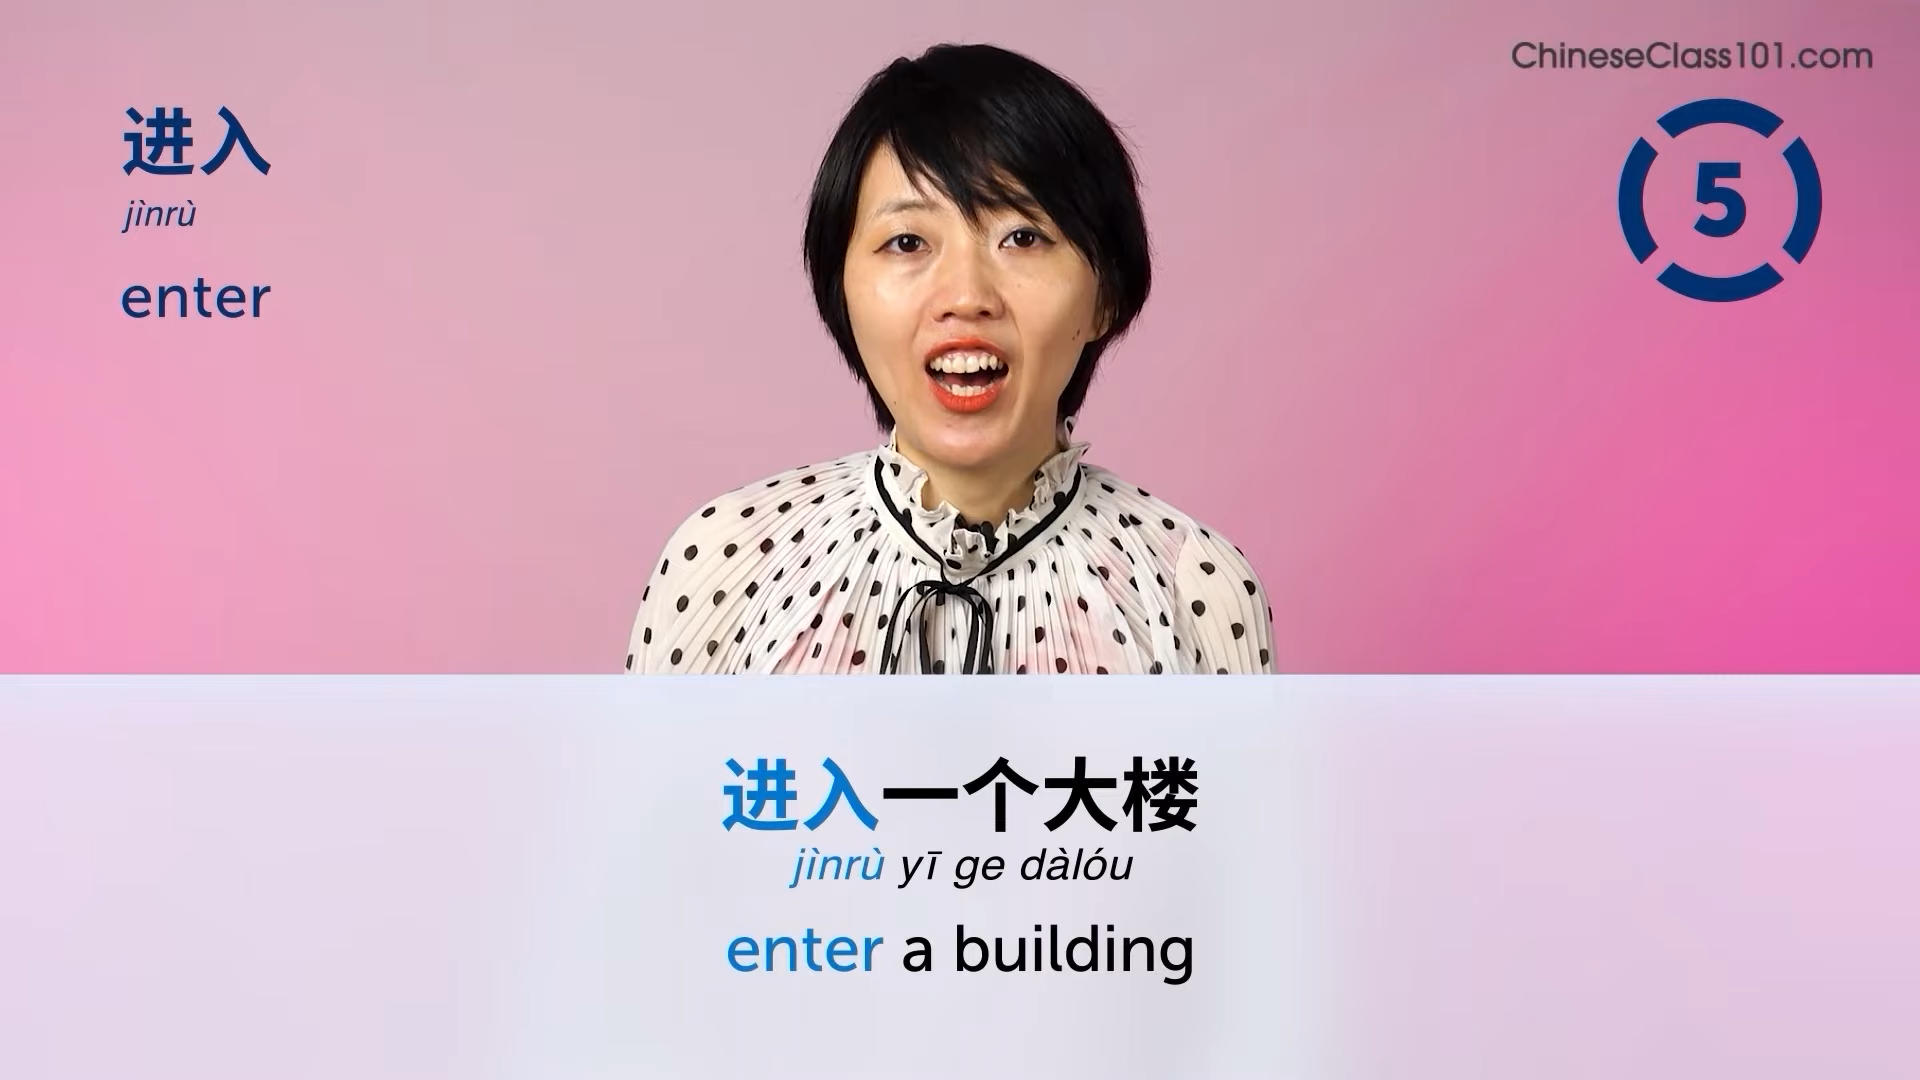 ChineseClass101.com
进入
jìnrù
enter
5
进入一个大楼
jìnrù yī ge dàlóu
enter a building